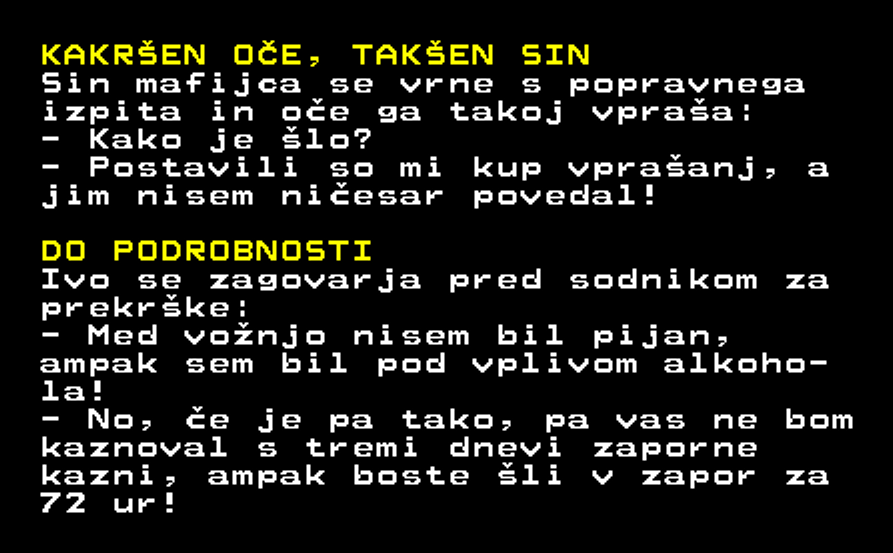 KAKRŠEN OČE, TAKŠEN SIN
Sin mafijca se vrne s popravnega
izpita in oče ga takoj vpraša:
- Kako je šlo?
- Postavili so mi kup vprašanj, a
jim nisem ničesar povedal!
DO PODROBNOSTI
Ivo se zagovarja pred sodnikom za
prekrške:
- Med vožnjo nisem bil pijan,
ampak sem bil pod vplivom alkoho-
la!
- No, če je pa tako, pa vas ne bom
kaznoval s tremi dnevi zaporne
kazni, ampak boste šli v zapor za
72 ur!